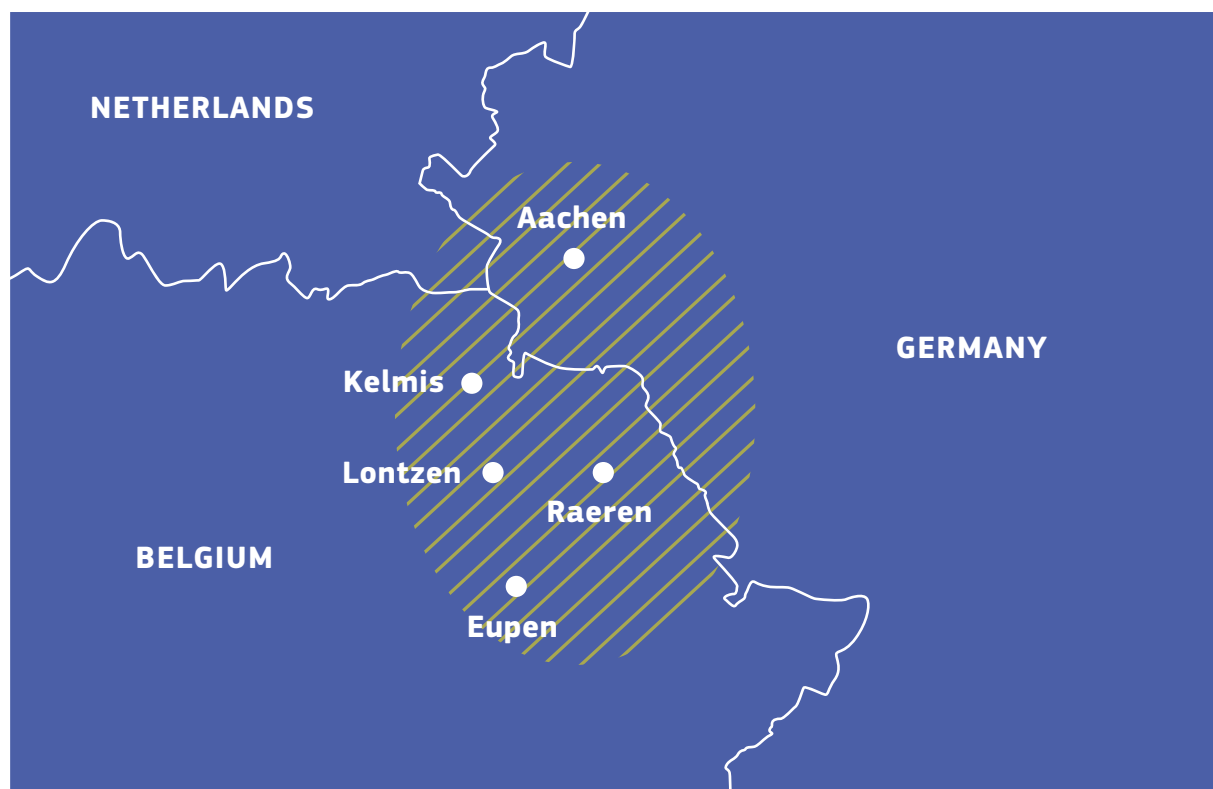 NETHERLANDS
Aachen
GERMANY
Kelmis
Lontzen
Raeren
BELGIUM
Eupen